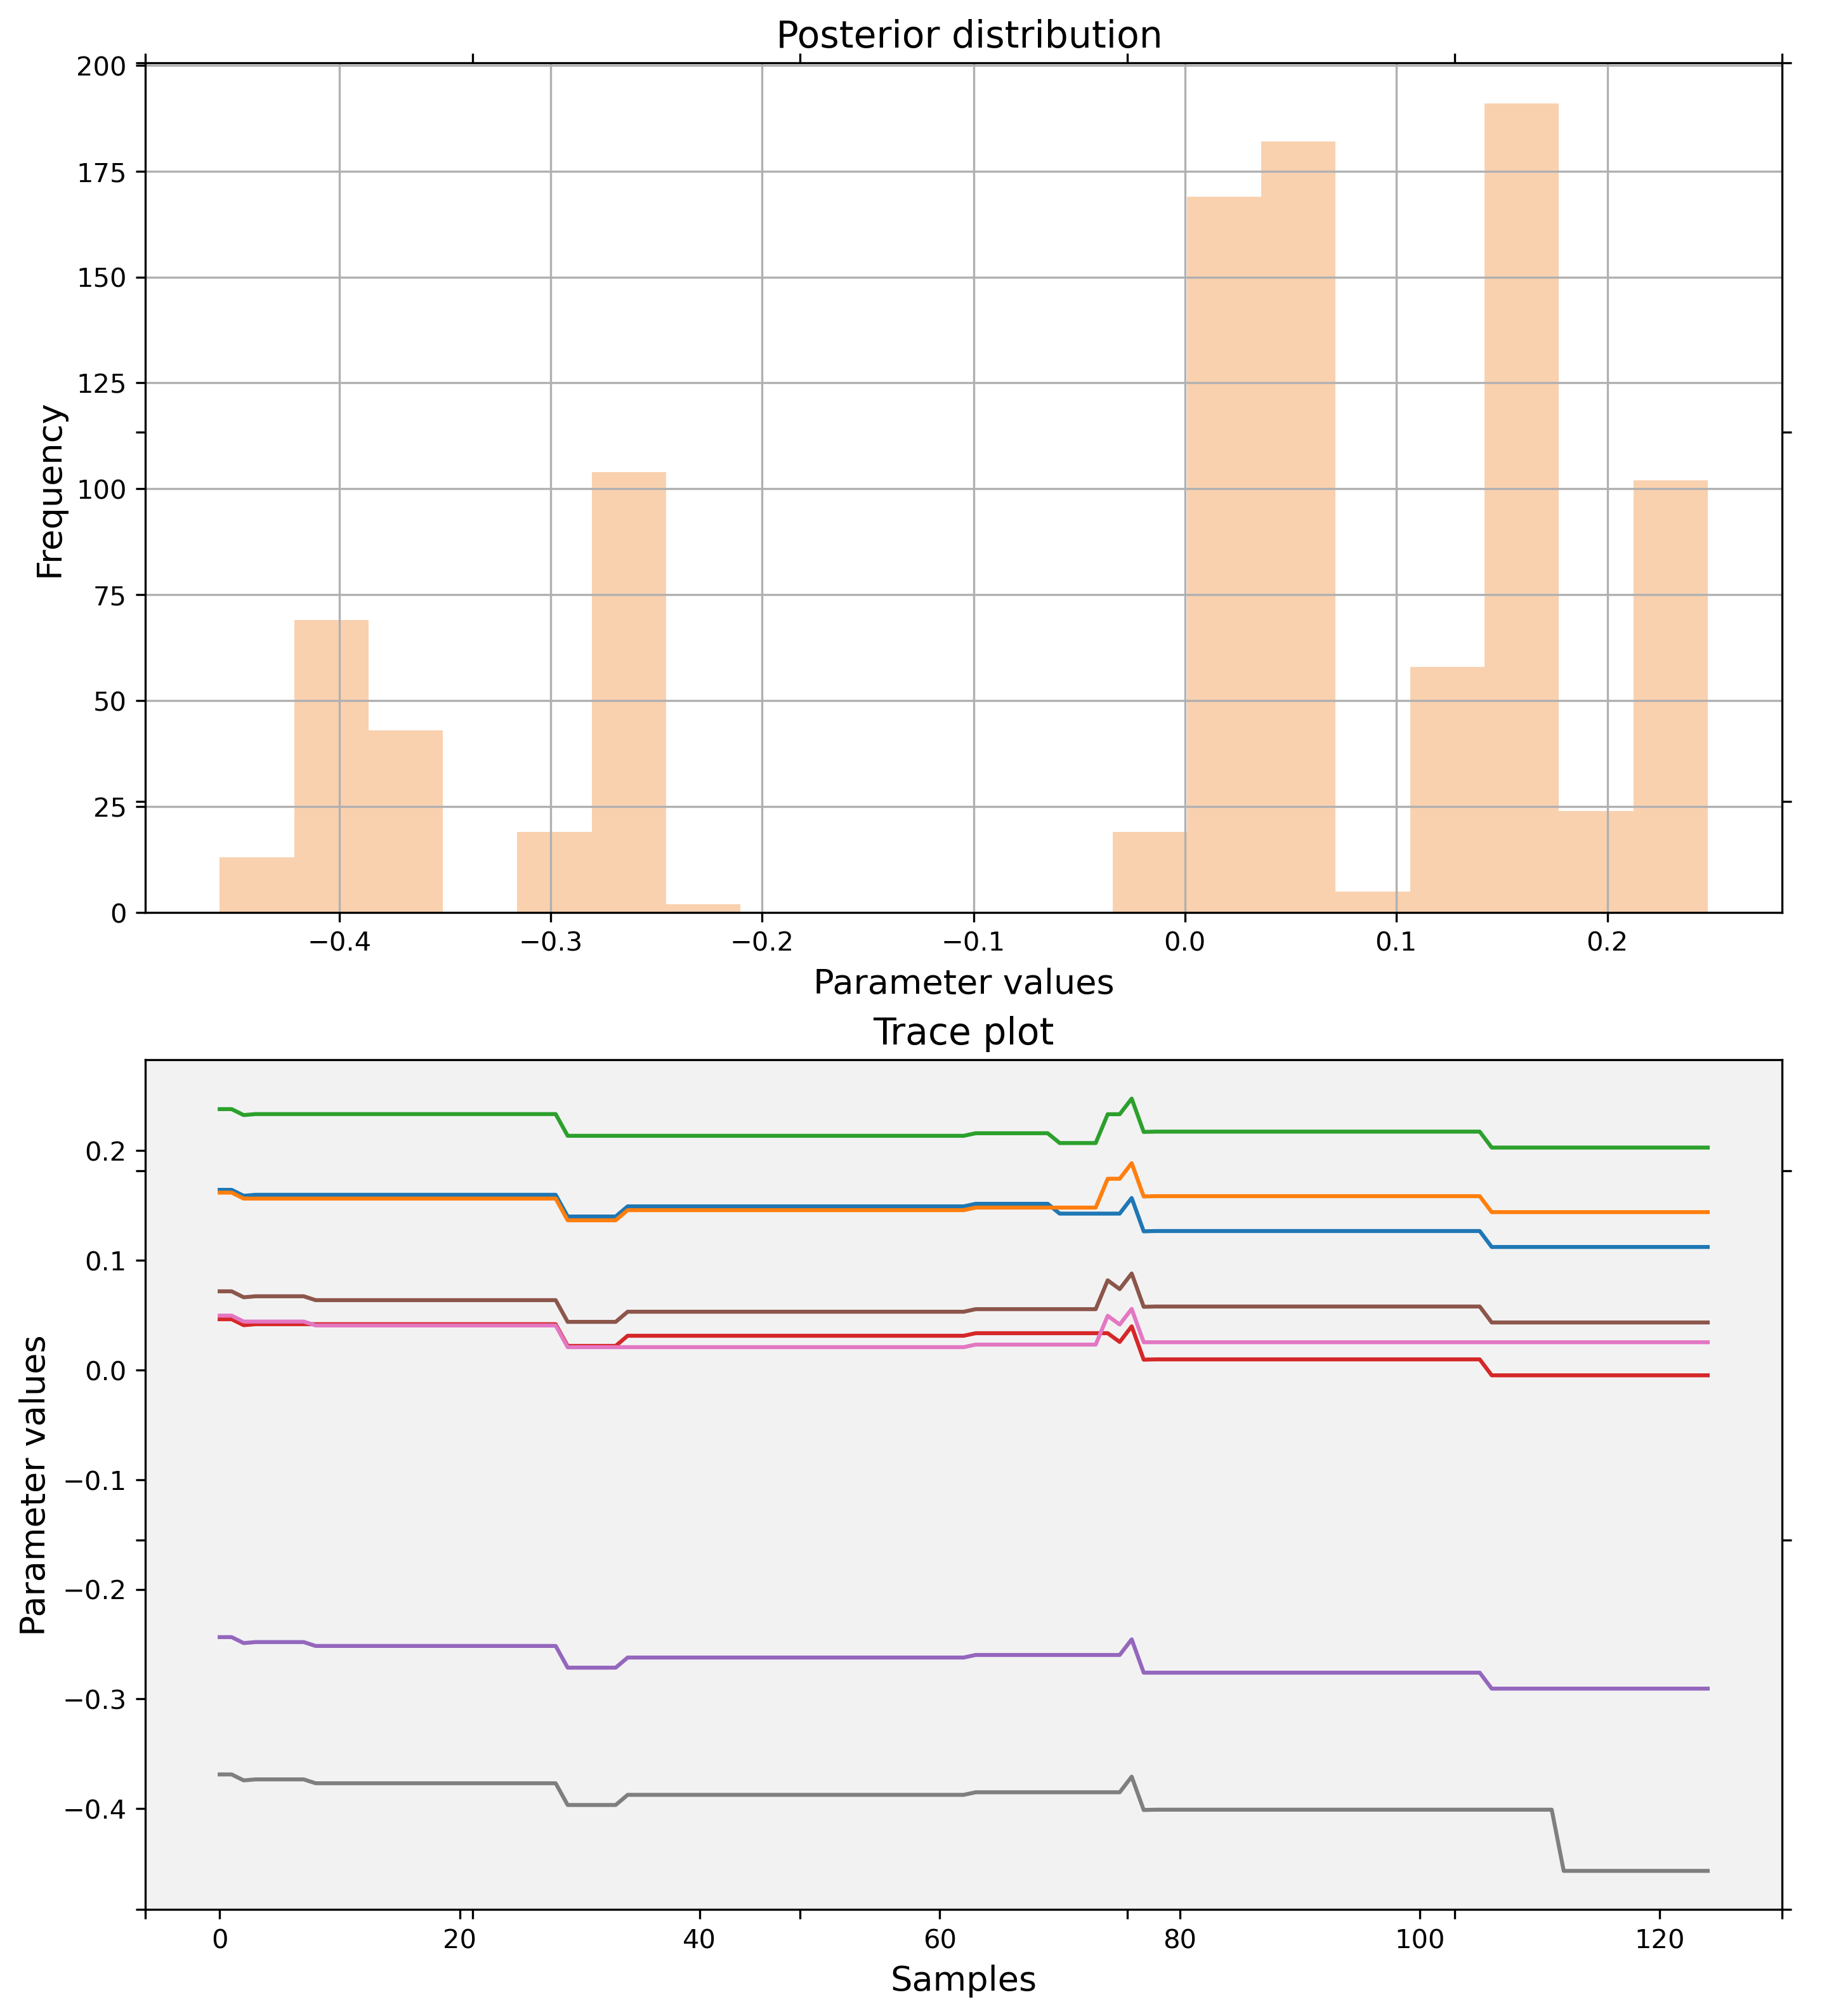 Posterior distribution
200
175
150
125
100
75
50
25
0
Frequency
−0.4 −0.3 −0.2 −0.1 0.0 0.1 0.2
Parameter values
Trace plot
0.2
0.1
0.0
−0.1
−0.2
−0.3
−0.4
Parameter values
0 20 40 60 80 100 120
Samples